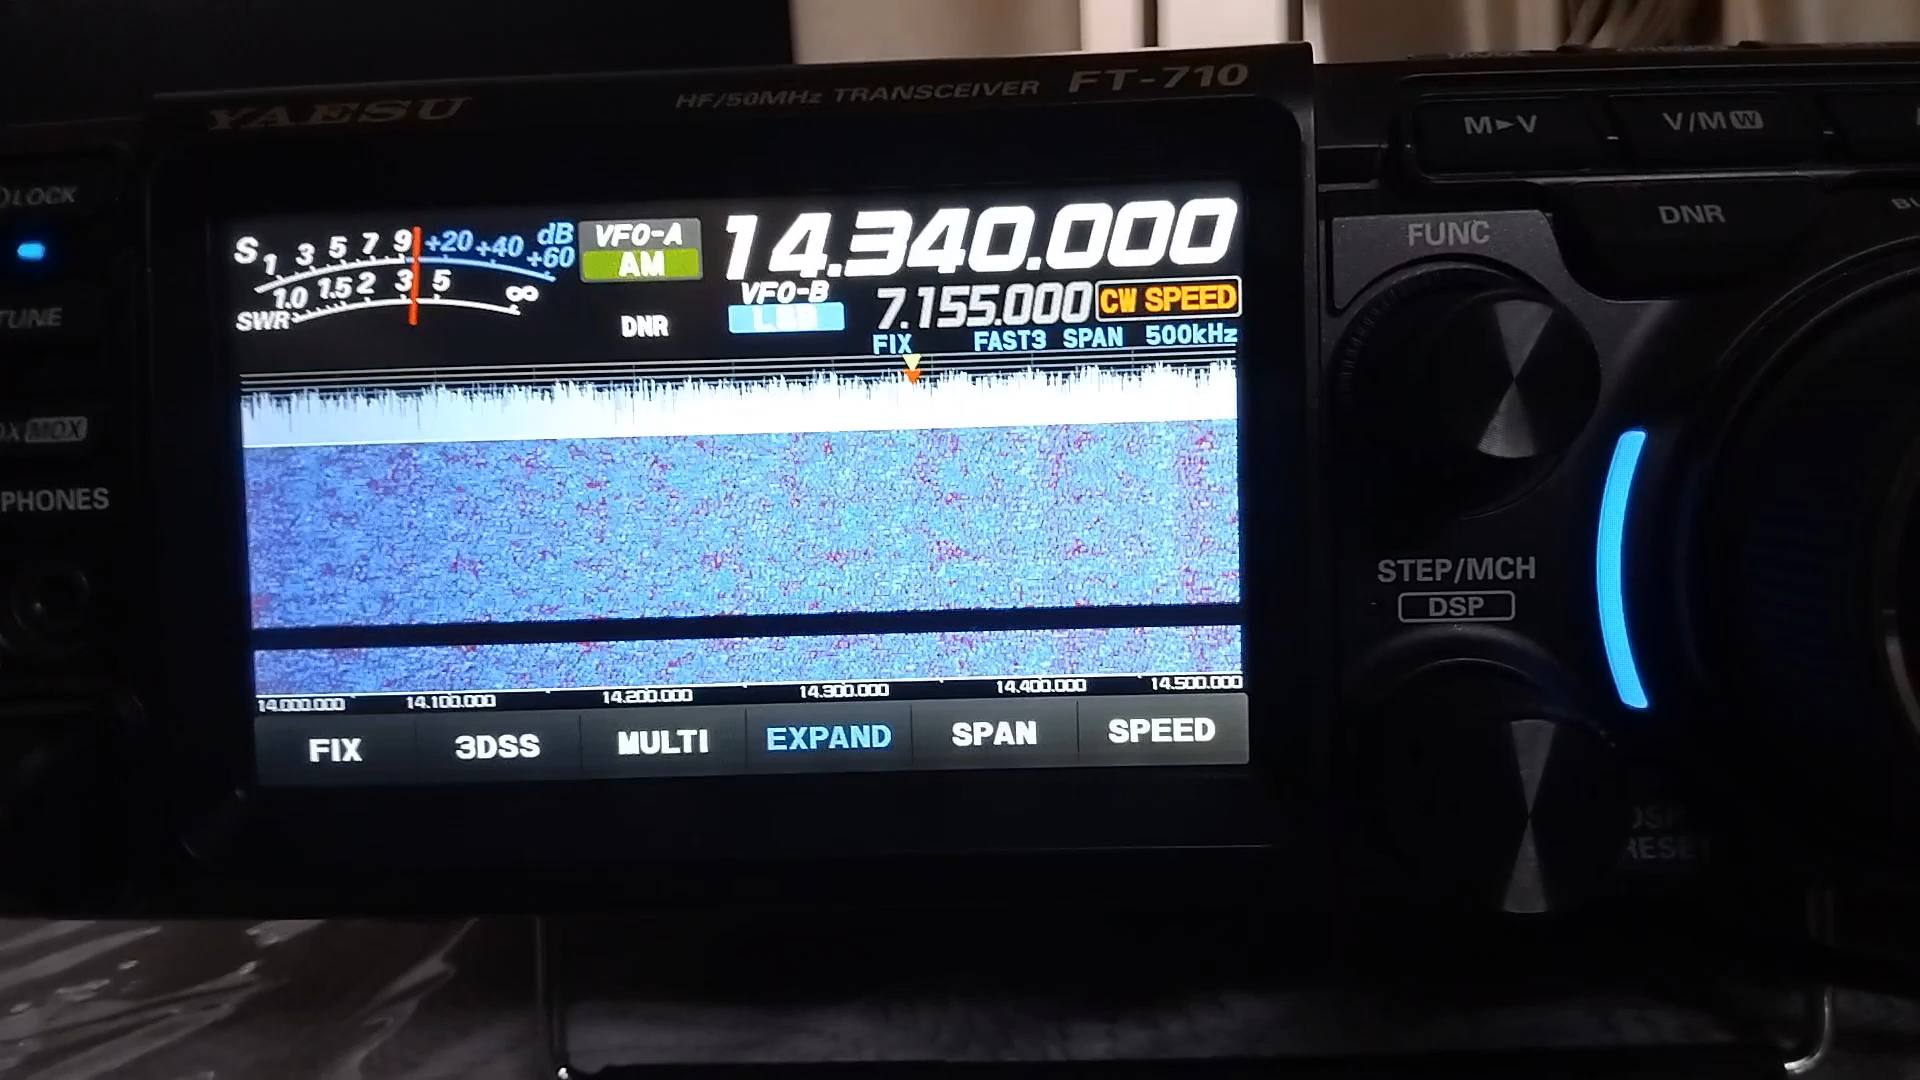 YAESU
HF/50MHz TRANSCEIVER FT-710
LOCK
TUNE
MOX
PHONES
S 1 3 5 7 9 +20 +40 +60 dB
SWR 1.0 1.5 2 3 5 ∞
VFO-A
AM
14.340.000
VFO-B
7.155.000
CW SPEED
DNR
FIX FAST3 SPAN 500kHz
14.000.000 14.100.000 14.200.000 14.300.000 14.400.000 14.500.000
FIX 3DSS MULTI EXPAND SPAN SPEED
M►V
V/M W
DNR
FUNC
STEP/MCH
DSP